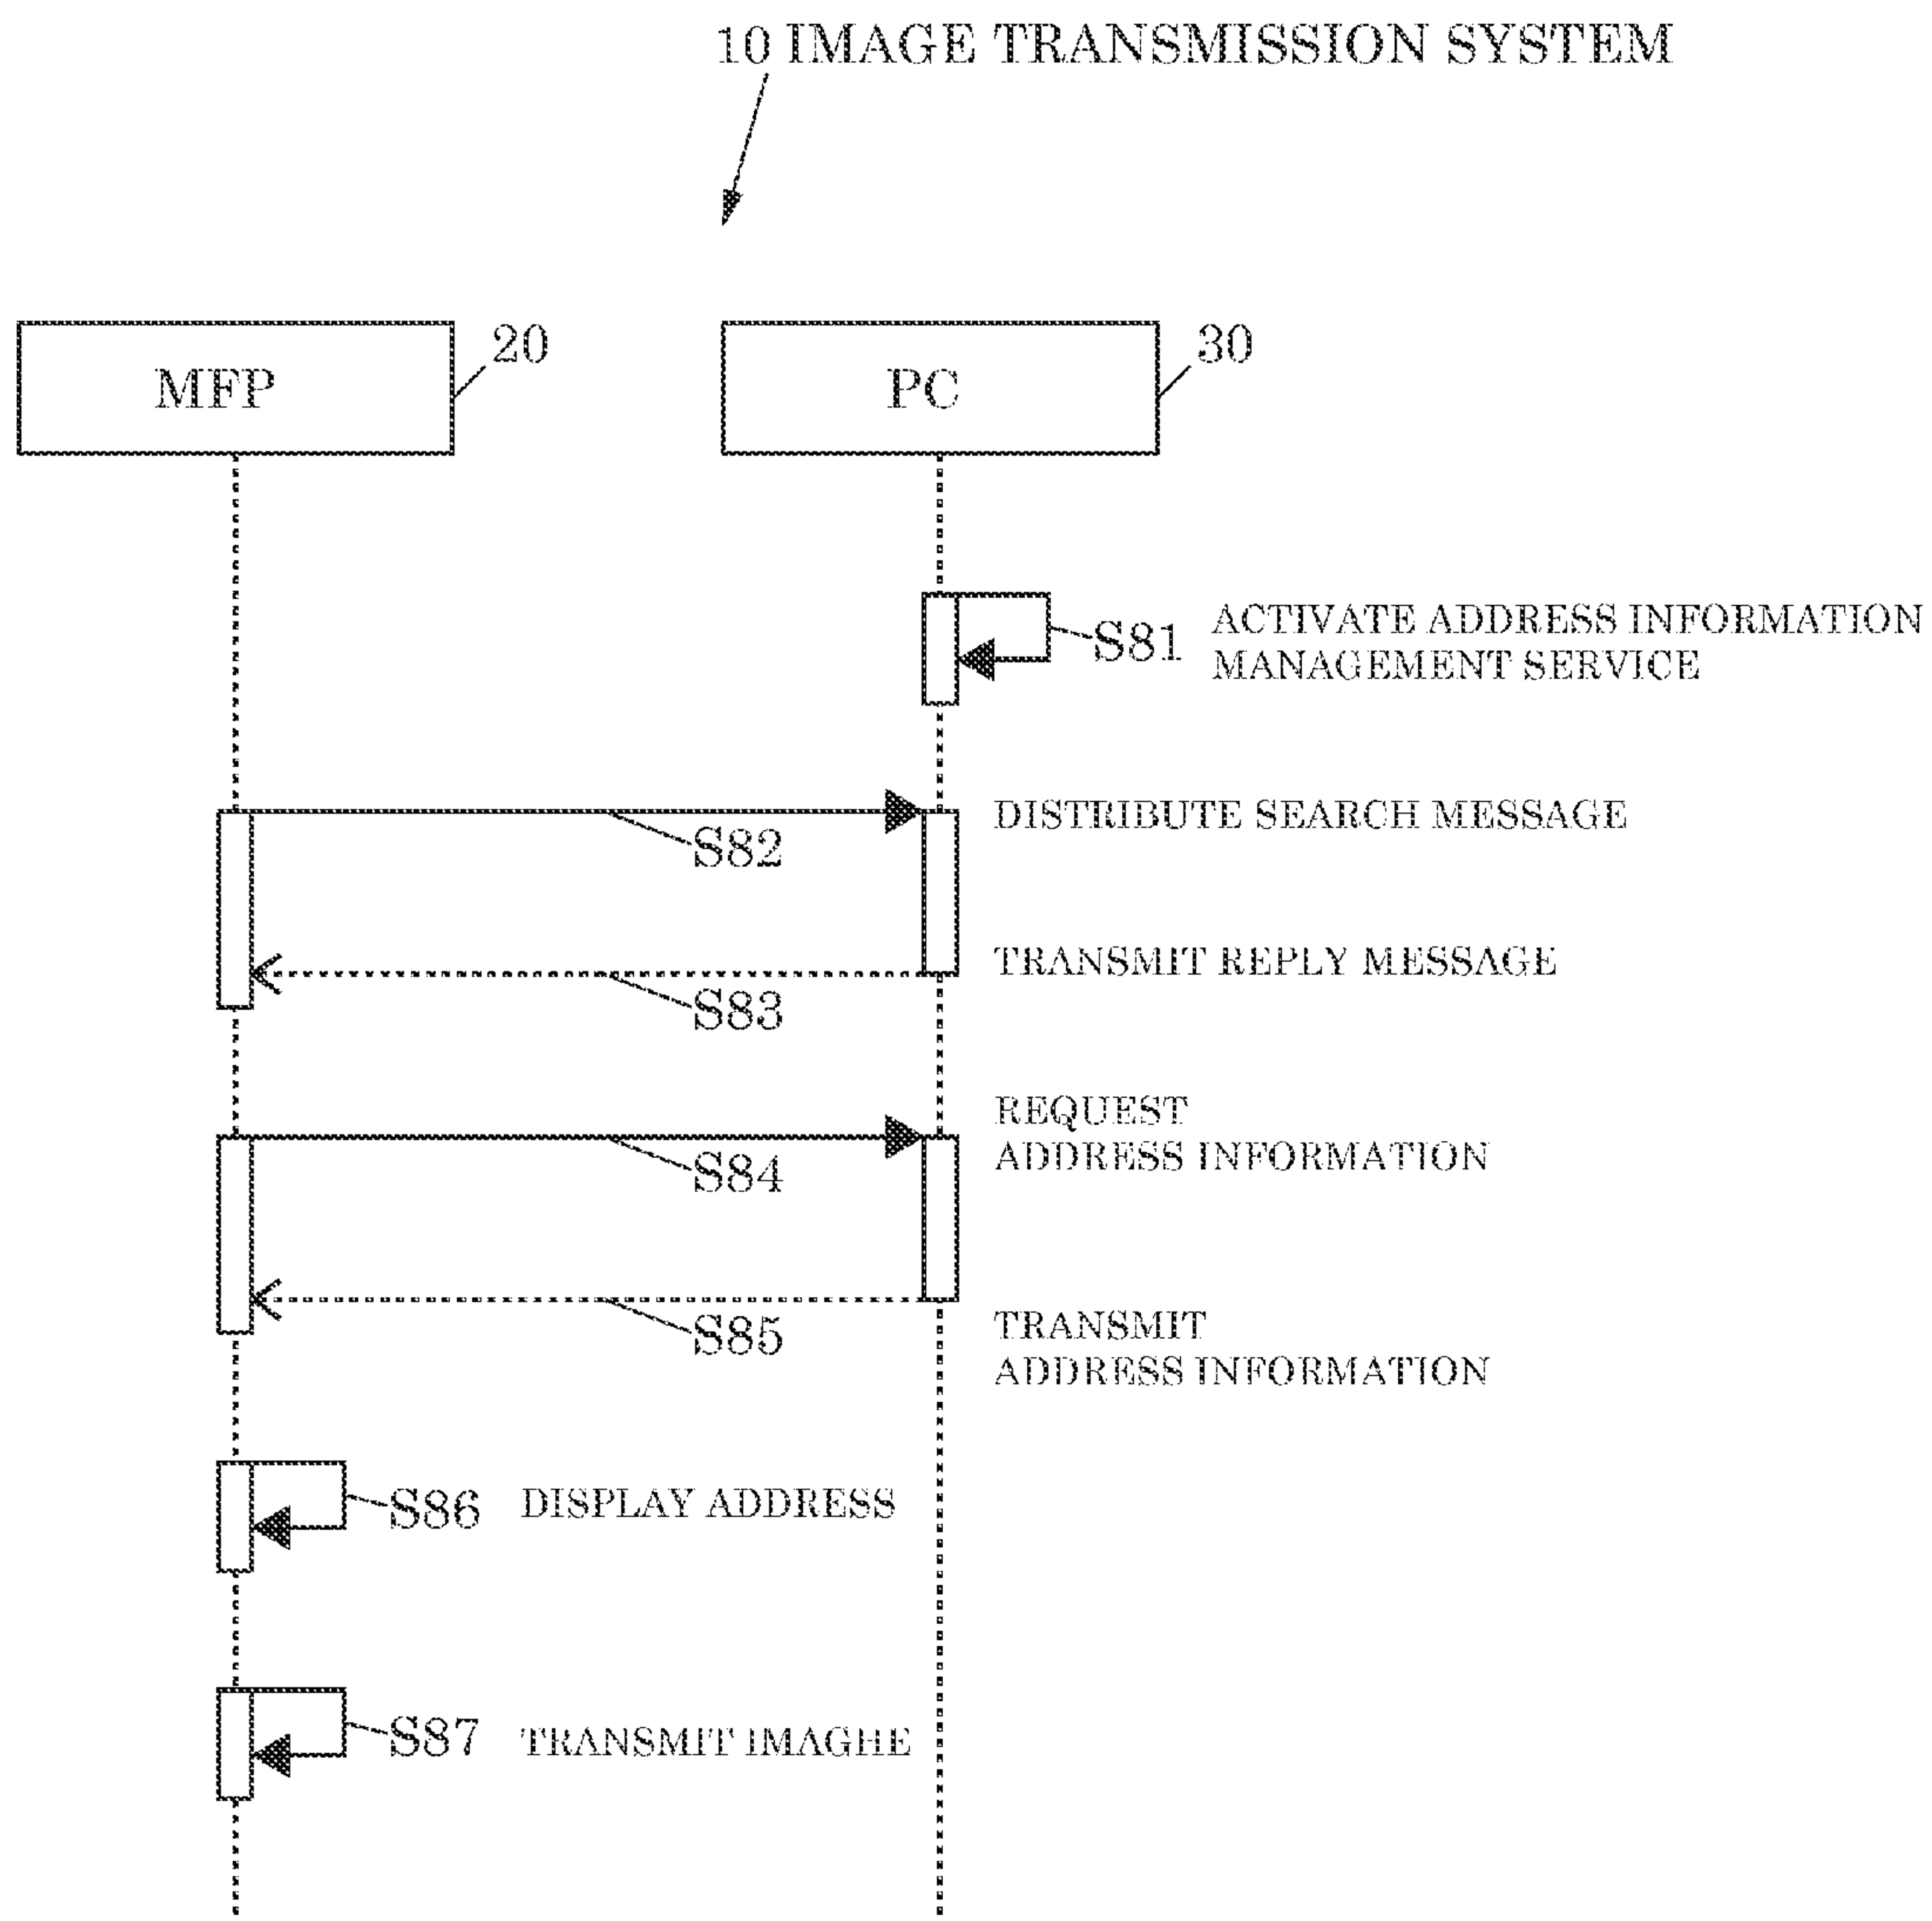 10 IMAGE TRANSMISSION SYSTEM
MFP
20
PC
30
S81
ACTIVATE ADDRESS INFORMATION
MANAGEMENT SERVICE
DISTRIBUTE SEARCH MESSAGE
S82
TRANSMIT REPLY MESSAGE
S83
REQUEST
ADDRESS INFORMATION
S84
TRANSMIT
ADDRESS INFORMATION
S85
S86 DISPLAY ADDRESS
S87 TRANSMIT IMAGHE